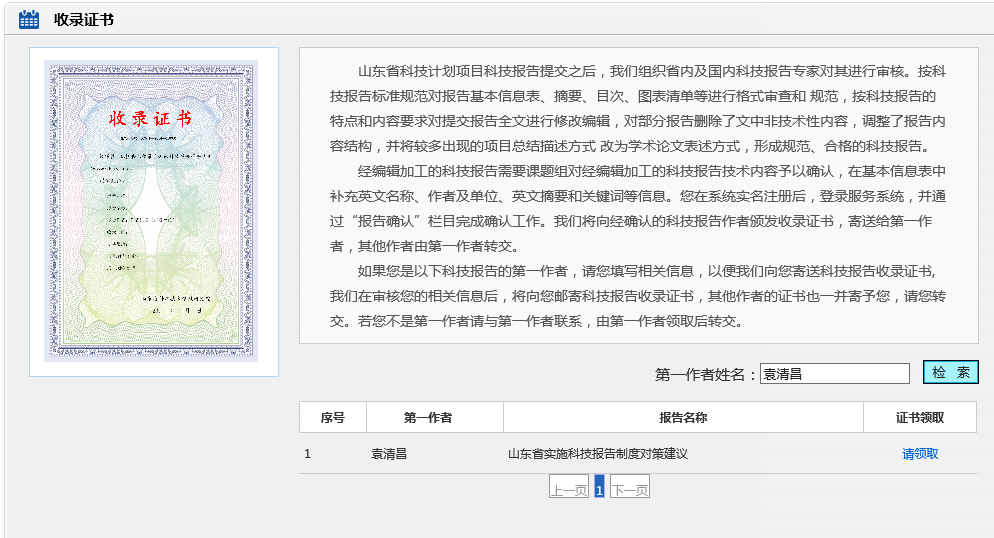 收录证书
收录证书
山东省科技计划项目科技报告提交之后，我们组织省内及国内科技报告专家对其进行审核。按科
技报告标准规范对报告基本信息表、摘要、目次、图表清单等进行格式审查和 规范，按科技报告的
特点和内容要求对提交报告全文进行修改编辑，对部分报告删除了文中非技术性内容，调整了报告内
容结构，并将较多出现的项目总结描述方式 改为学术论文表述方式，形成规范、合格的科技报告。
经编辑加工的科技报告需要课题组对经编辑加工的科技报告技术内容予以确认，在基本信息表中
补充英文名称、作者及单位、英文摘要和关键词等信息。您在系统实名注册后，登录服务系统，并通
过“报告确认”栏目完成确认工作。我们将向经确认的科技报告作者颁发收录证书，寄送给第一作
者，其他作者由第一作者转交。
如果您是以下科技报告的第一作者，请您填写相关信息，以便我们向您寄送科技报告收录证书,
我们在审核您的相关信息后，将向您邮寄科技报告收录证书，其他作者的证书也一并寄予您，请您转
交。若您不是第一作者请与第一作者联系，由第一作者领取后转交。
第一作者姓名：袁清昌 检 索
序号 第一作者 报告名称 证书领取
1 袁清昌 山东省实施科技报告制度对策建议 请领取
上一页 1 下一页